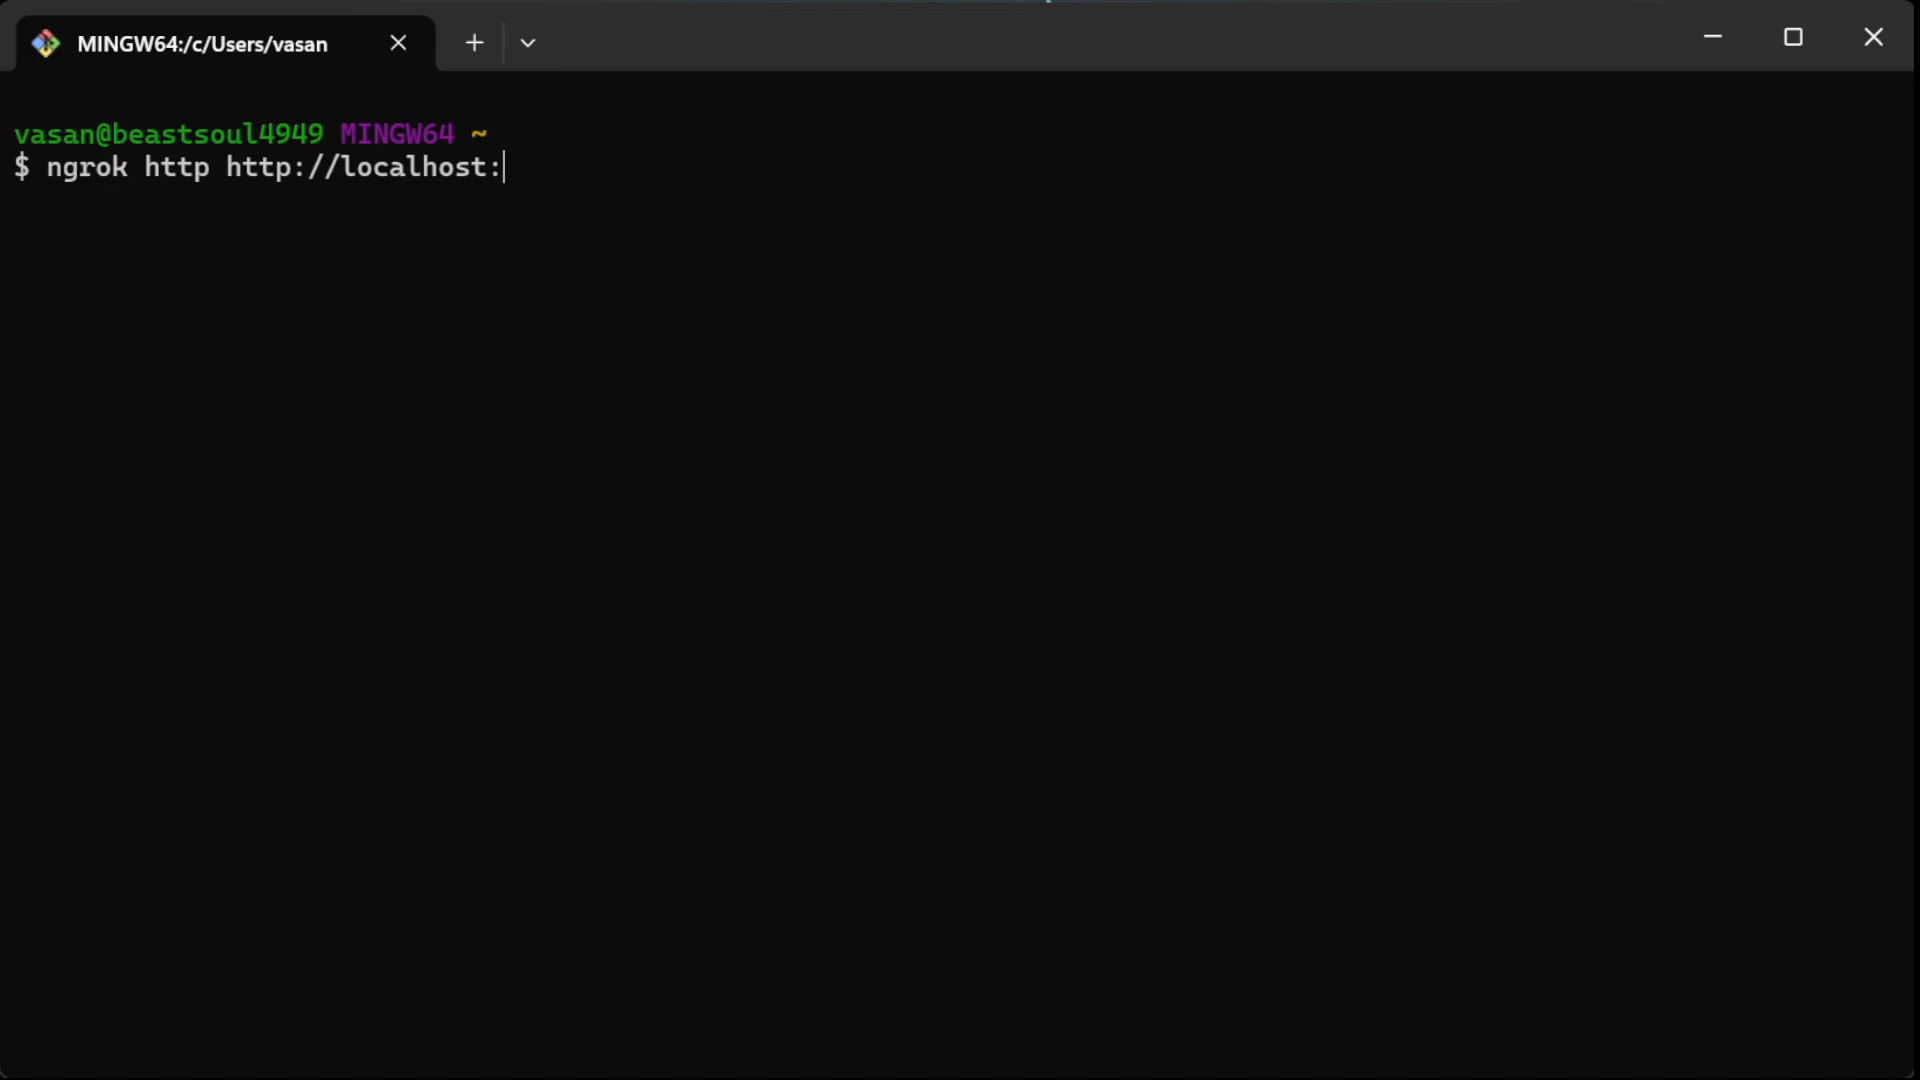 MINGW64:/c/Users/vasan
vasan@beastsoul4949 MINGW64 ~
$ ngrok http http://localhost: